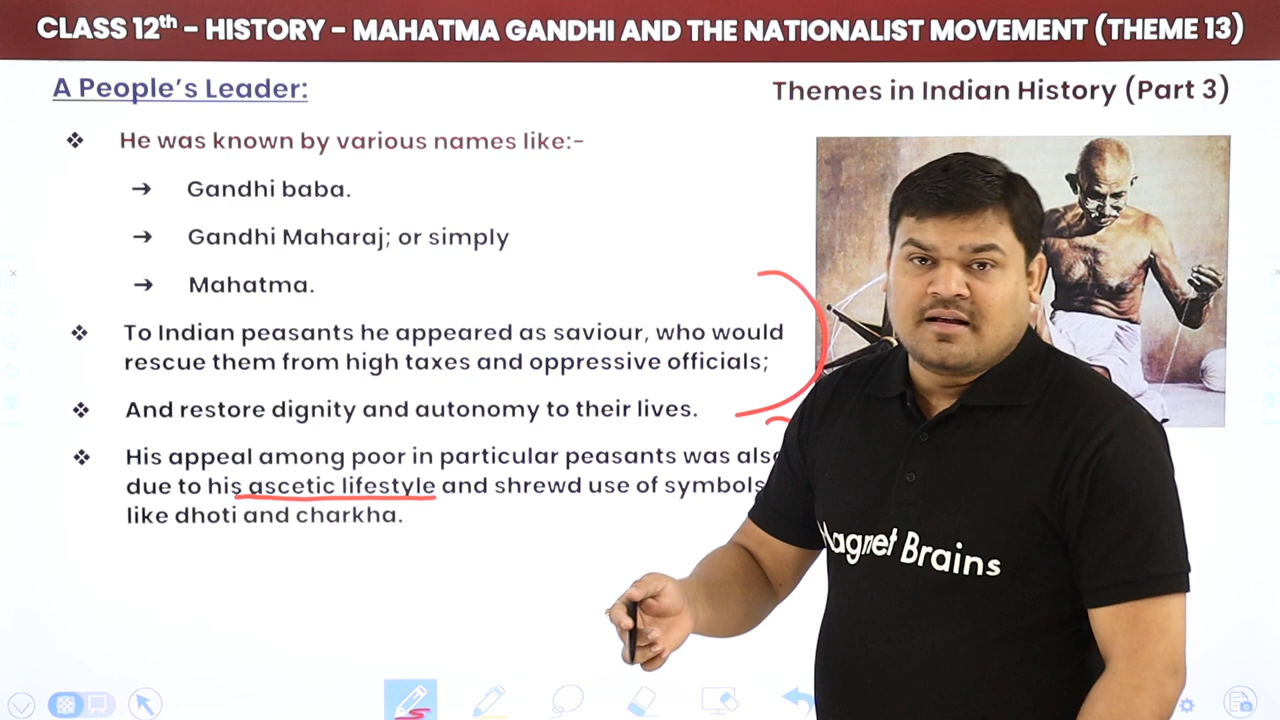 CLASS 12th - HISTORY - MAHATMA GANDHI AND THE NATIONALIST MOVEMENT (THEME 13)
A People's Leader:
Themes in Indian History (Part 3)
He was known by various names like:-
Gandhi baba.
Gandhi Maharaj; or simply
Mahatma.
To Indian peasants he appeared as saviour, who would
rescue them from high taxes and oppressive officials;
And restore dignity and autonomy to their lives.
His appeal among poor in particular peasants was also
due to his ascetic lifestyle and shrewd use of symbols
like dhoti and charkha.
Magnet Brains